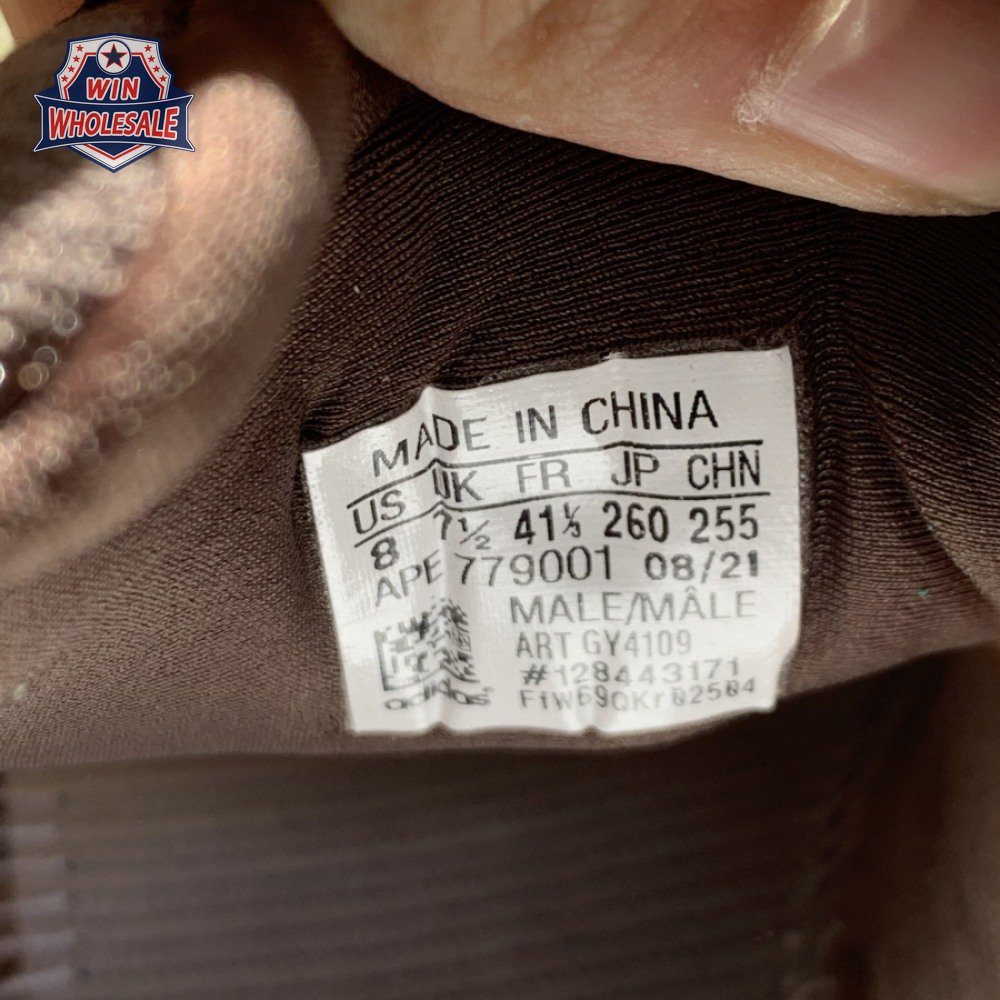 WIN
WHOLESALE
MADE IN CHINA
US UK FR JP CHN
8 7½ 41⅓ 260 255
APE 779001 08/21
MALE/MÂLE
ART GY4109
#128443171
adidas